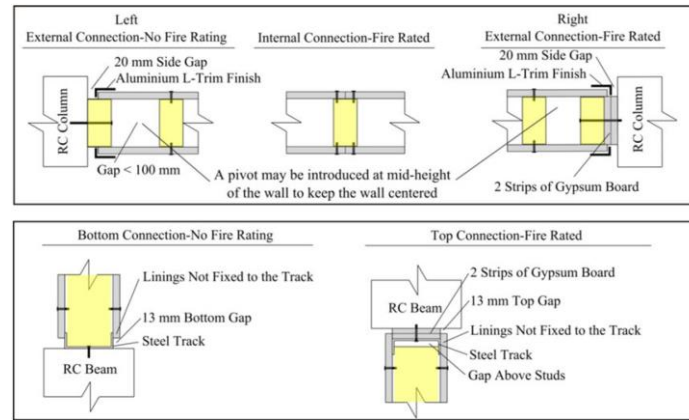 Left
External Connection-No Fire Rating
20 mm Side Gap
Aluminium L-Trim Finish
RC Column
Gap < 100 mm
Internal Connection-Fire Rated
Right
External Connection-Fire Rated
20 mm Side Gap
Aluminium L-Trim Finish
RC Column
2 Strips of Gypsum Board
A pivot may be introduced at mid-height
of the wall to keep the wall centered
Bottom Connection-No Fire Rating
Linings Not Fixed to the Track
13 mm Bottom Gap
Steel Track
RC Beam
Top Connection-Fire Rated
2 Strips of Gypsum Board
RC Beam
13 mm Top Gap
Linings Not Fixed to the Track
Steel Track
Gap Above Studs